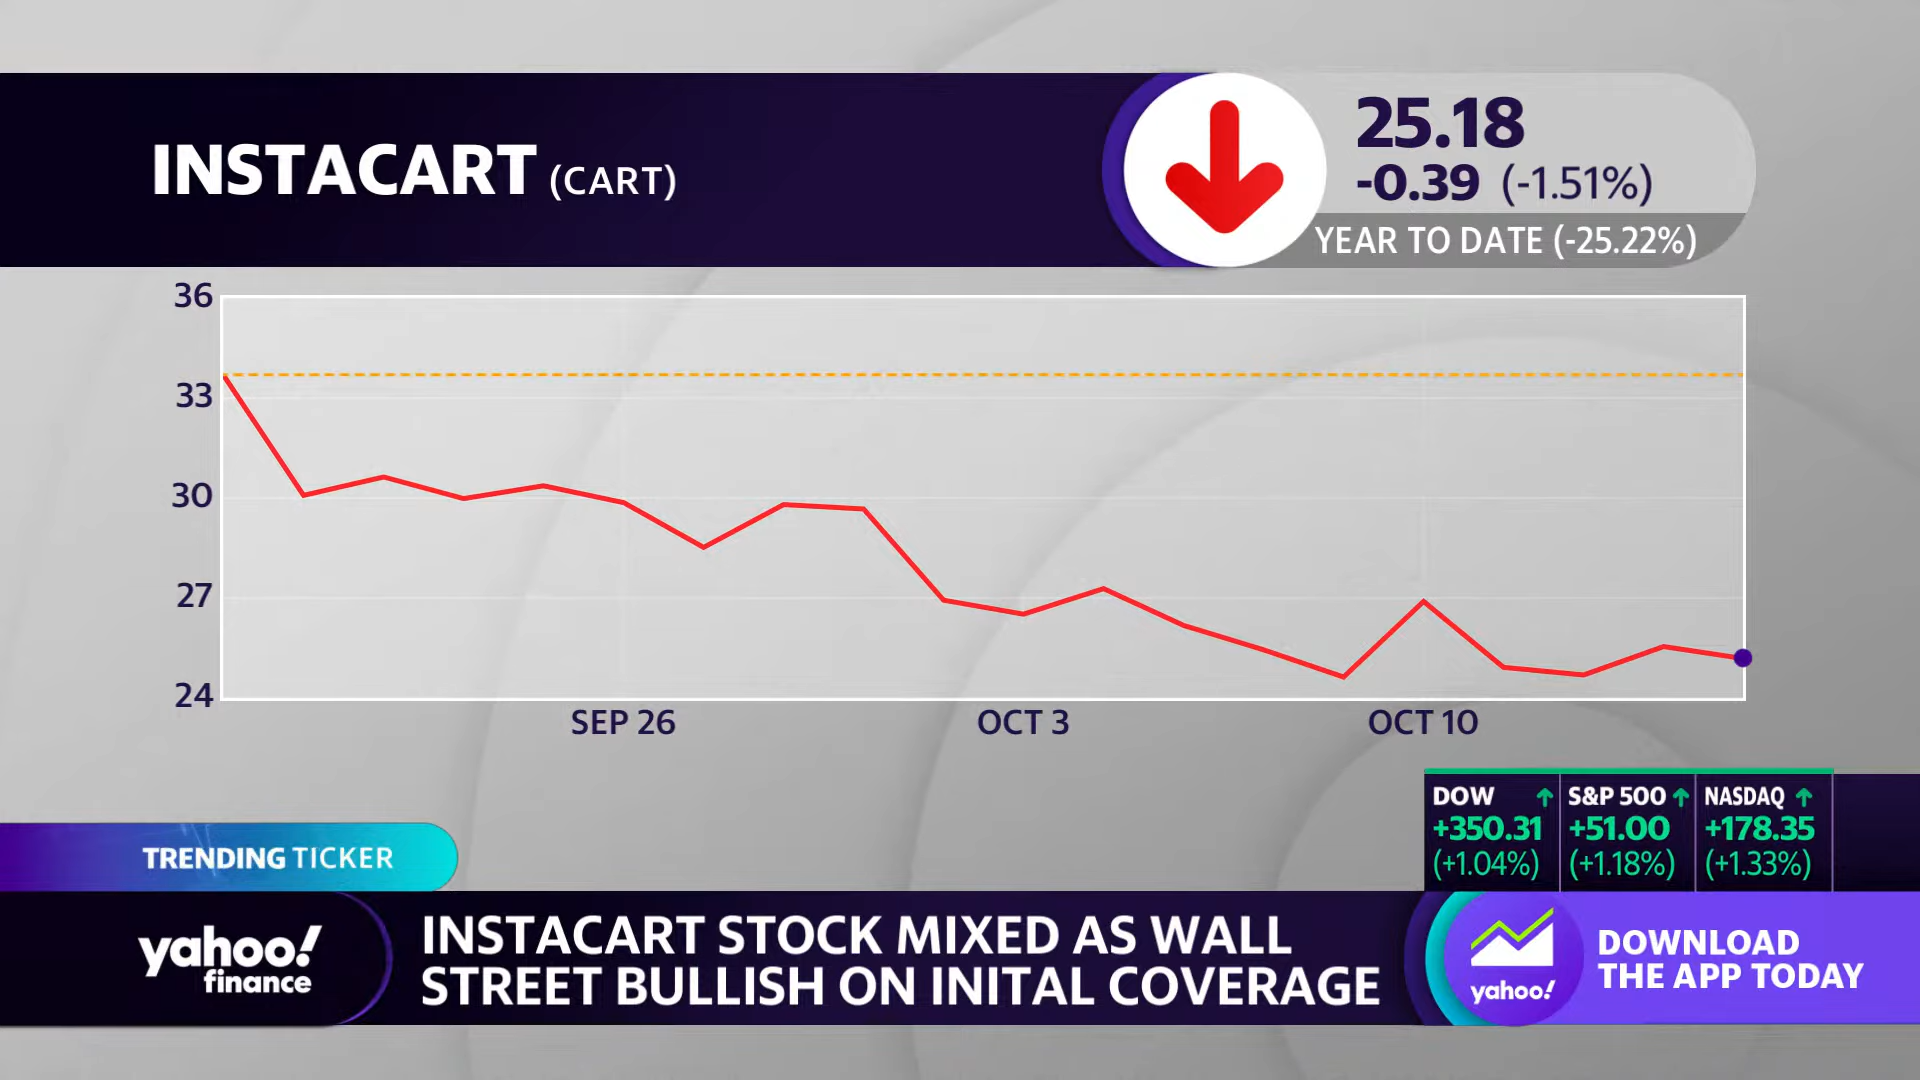 INSTACART (CART)
25.18
-0.39 (-1.51%)
YEAR TO DATE (-25.22%)
36
33
30
27
24
SEP 26
OCT 3
OCT 10
DOW
+350.31
(+1.04%)
S&P 500
+51.00
(+1.18%)
NASDAQ
+178.35
(+1.33%)
TRENDING TICKER
yahoo!
finance
INSTACART STOCK MIXED AS WALL
STREET BULLISH ON INITAL COVERAGE
yahoo!
DOWNLOAD
THE APP TODAY